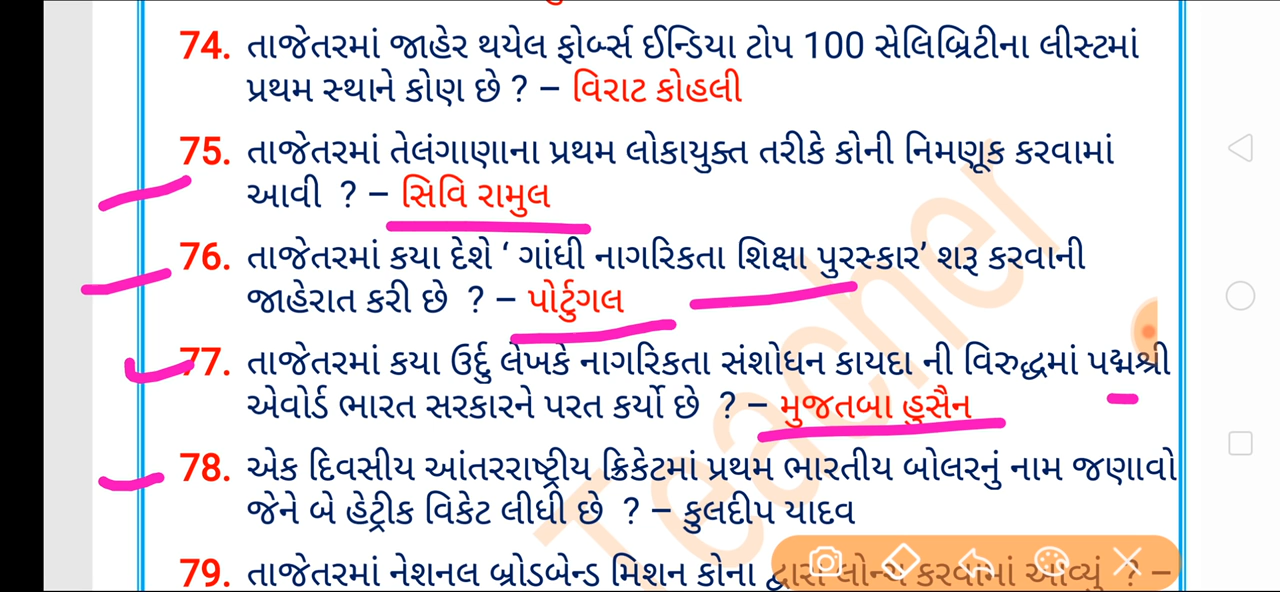 74. તાજેતરમાં જાહેર થયેલ ફોર્બ્સ ઈન્ડિયા ટોપ 100 સેલિબ્રિટીના લીસ્ટમાં
પ્રથમ સ્થાને કોણ છે ? – વિરાટ કોહલી
75. તાજેતરમાં તેલંગાણાના પ્રથમ લોકાયુક્ત તરીકે કોની નિમણૂક કરવામાં
આવી ? – સિવિ રામુલ
76. તાજેતરમાં કયા દેશે ‘ ગાંધી નાગરિકતા શિક્ષા પુરસ્કાર’ શરૂ કરવાની
જાહેરાત કરી છે ? – પોર્ટુગલ
77. તાજેતરમાં કયા ઉર્દુ લેખકે નાગરિકતા સંશોધન કાયદા ની વિરુદ્ધમાં પદ્મશ્રી
એવોર્ડ ભારત સરકારને પરત કર્યો છે ? – મુજતબા હુસૈન
78. એક દિવસીય આંતરરાષ્ટ્રીય ક્રિકેટમાં પ્રથમ ભારતીય બોલરનું નામ જણાવો
જેને બે હેટ્રીક વિકેટ લીધી છે ? – કુલદીપ યાદવ
79. તાજેતરમાં નેશનલ બ્રોડબેન્ડ મિશન કોના દ્વારા લોન્ચ કરવામાં આવ્યું ? –
Teacher